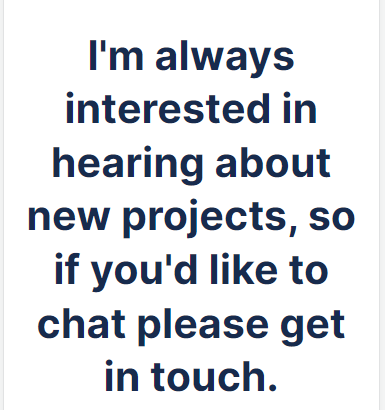 I'm always
interested in
hearing about
new projects, so
if you'd like to
chat please get
in touch.